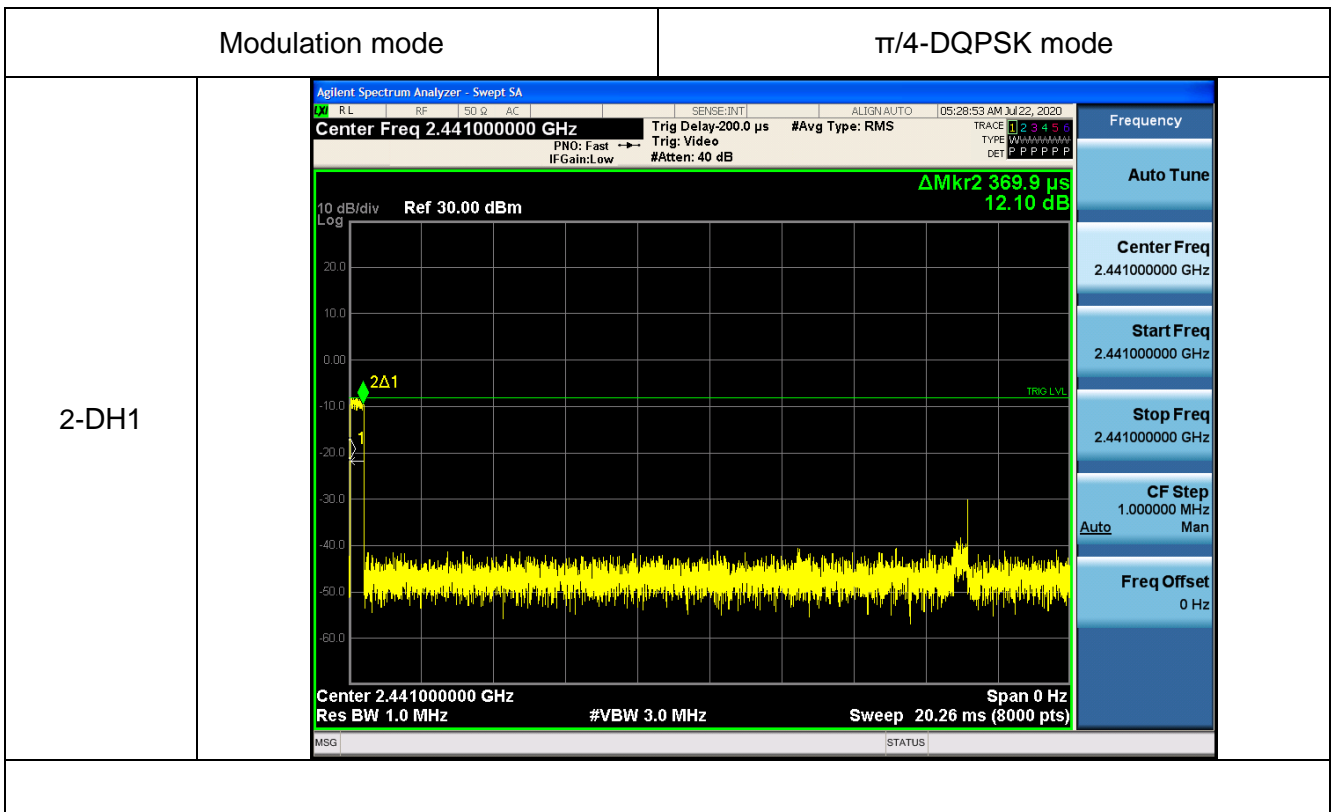 Modulation mode π/4-DQPSK mode
2-DH1
Agilent Spectrum Analyzer - Swept SA
LXI RL RF 50 Ω AC SENSE:INT ALIGN AUTO 05:28:53 AM Jul 22, 2020
Center Freq 2.441000000 GHz Trig Delay-200.0 µs #Avg Type: RMS TRACE 1 2 3 4 5 6
PNO: Fast Trig: Video TYPE WWWWWW
IFGain:Low #Atten: 40 dB DET P P P P P P
ΔMkr2 369.9 µs
12.10 dB
10 dB/div Ref 30.00 dBm
Log
20.0
10.0
0.00
2Δ1
TRIG LVL
-10.0
1
-20.0
-30.0
-40.0
-50.0
-60.0
Center 2.441000000 GHz Span 0 Hz
Res BW 1.0 MHz #VBW 3.0 MHz Sweep 20.26 ms (8000 pts)
MSG STATUS
Frequency
Auto Tune
Center Freq
2.441000000 GHz
Start Freq
2.441000000 GHz
Stop Freq
2.441000000 GHz
CF Step
1.000000 MHz
Auto Man
Freq Offset
0 Hz